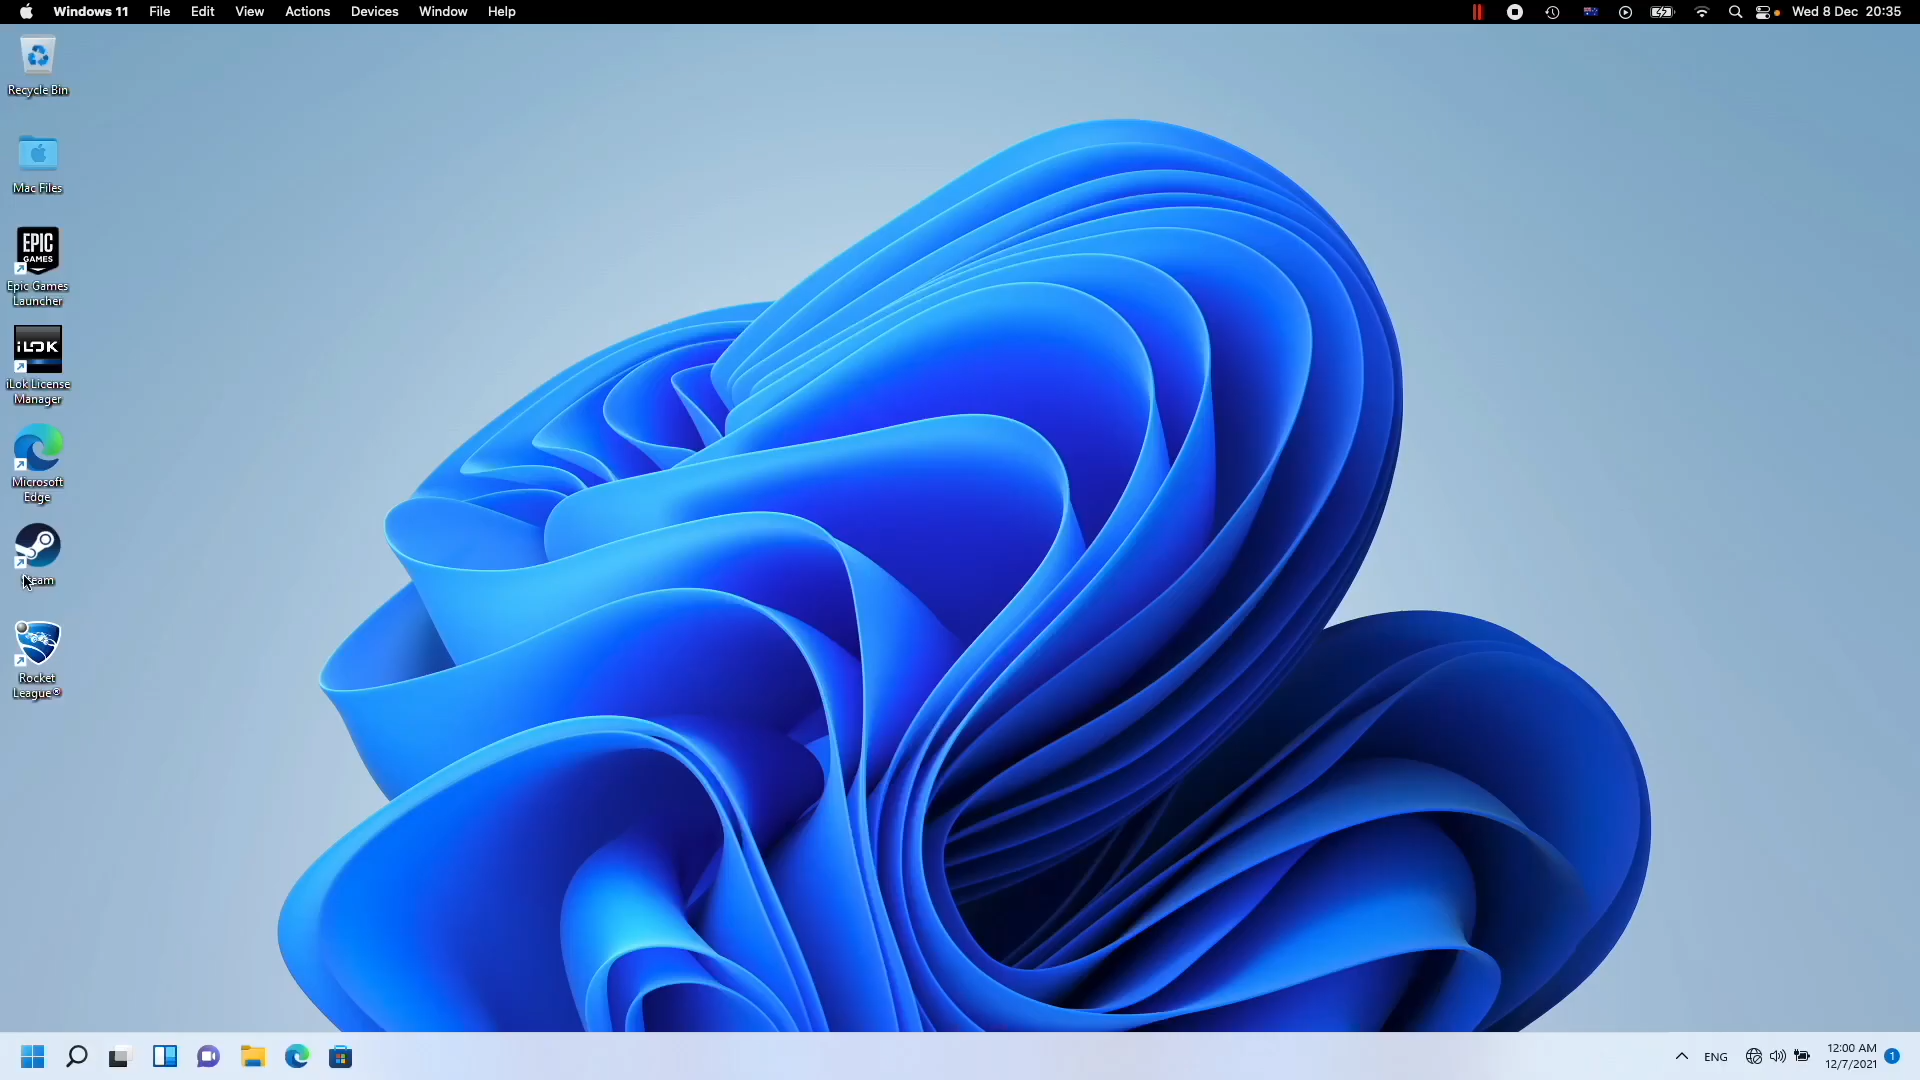 Windows 11 File Edit View Actions Devices Window Help Wed 8 Dec 20:35
Recycle Bin
Mac Files
EPIC
GAMES
Epic Games
Launcher
iLOK
iLok License
Manager
Microsoft
Edge
Steam
Rocket
League®
ENG
12:00 AM
12/7/2021
1